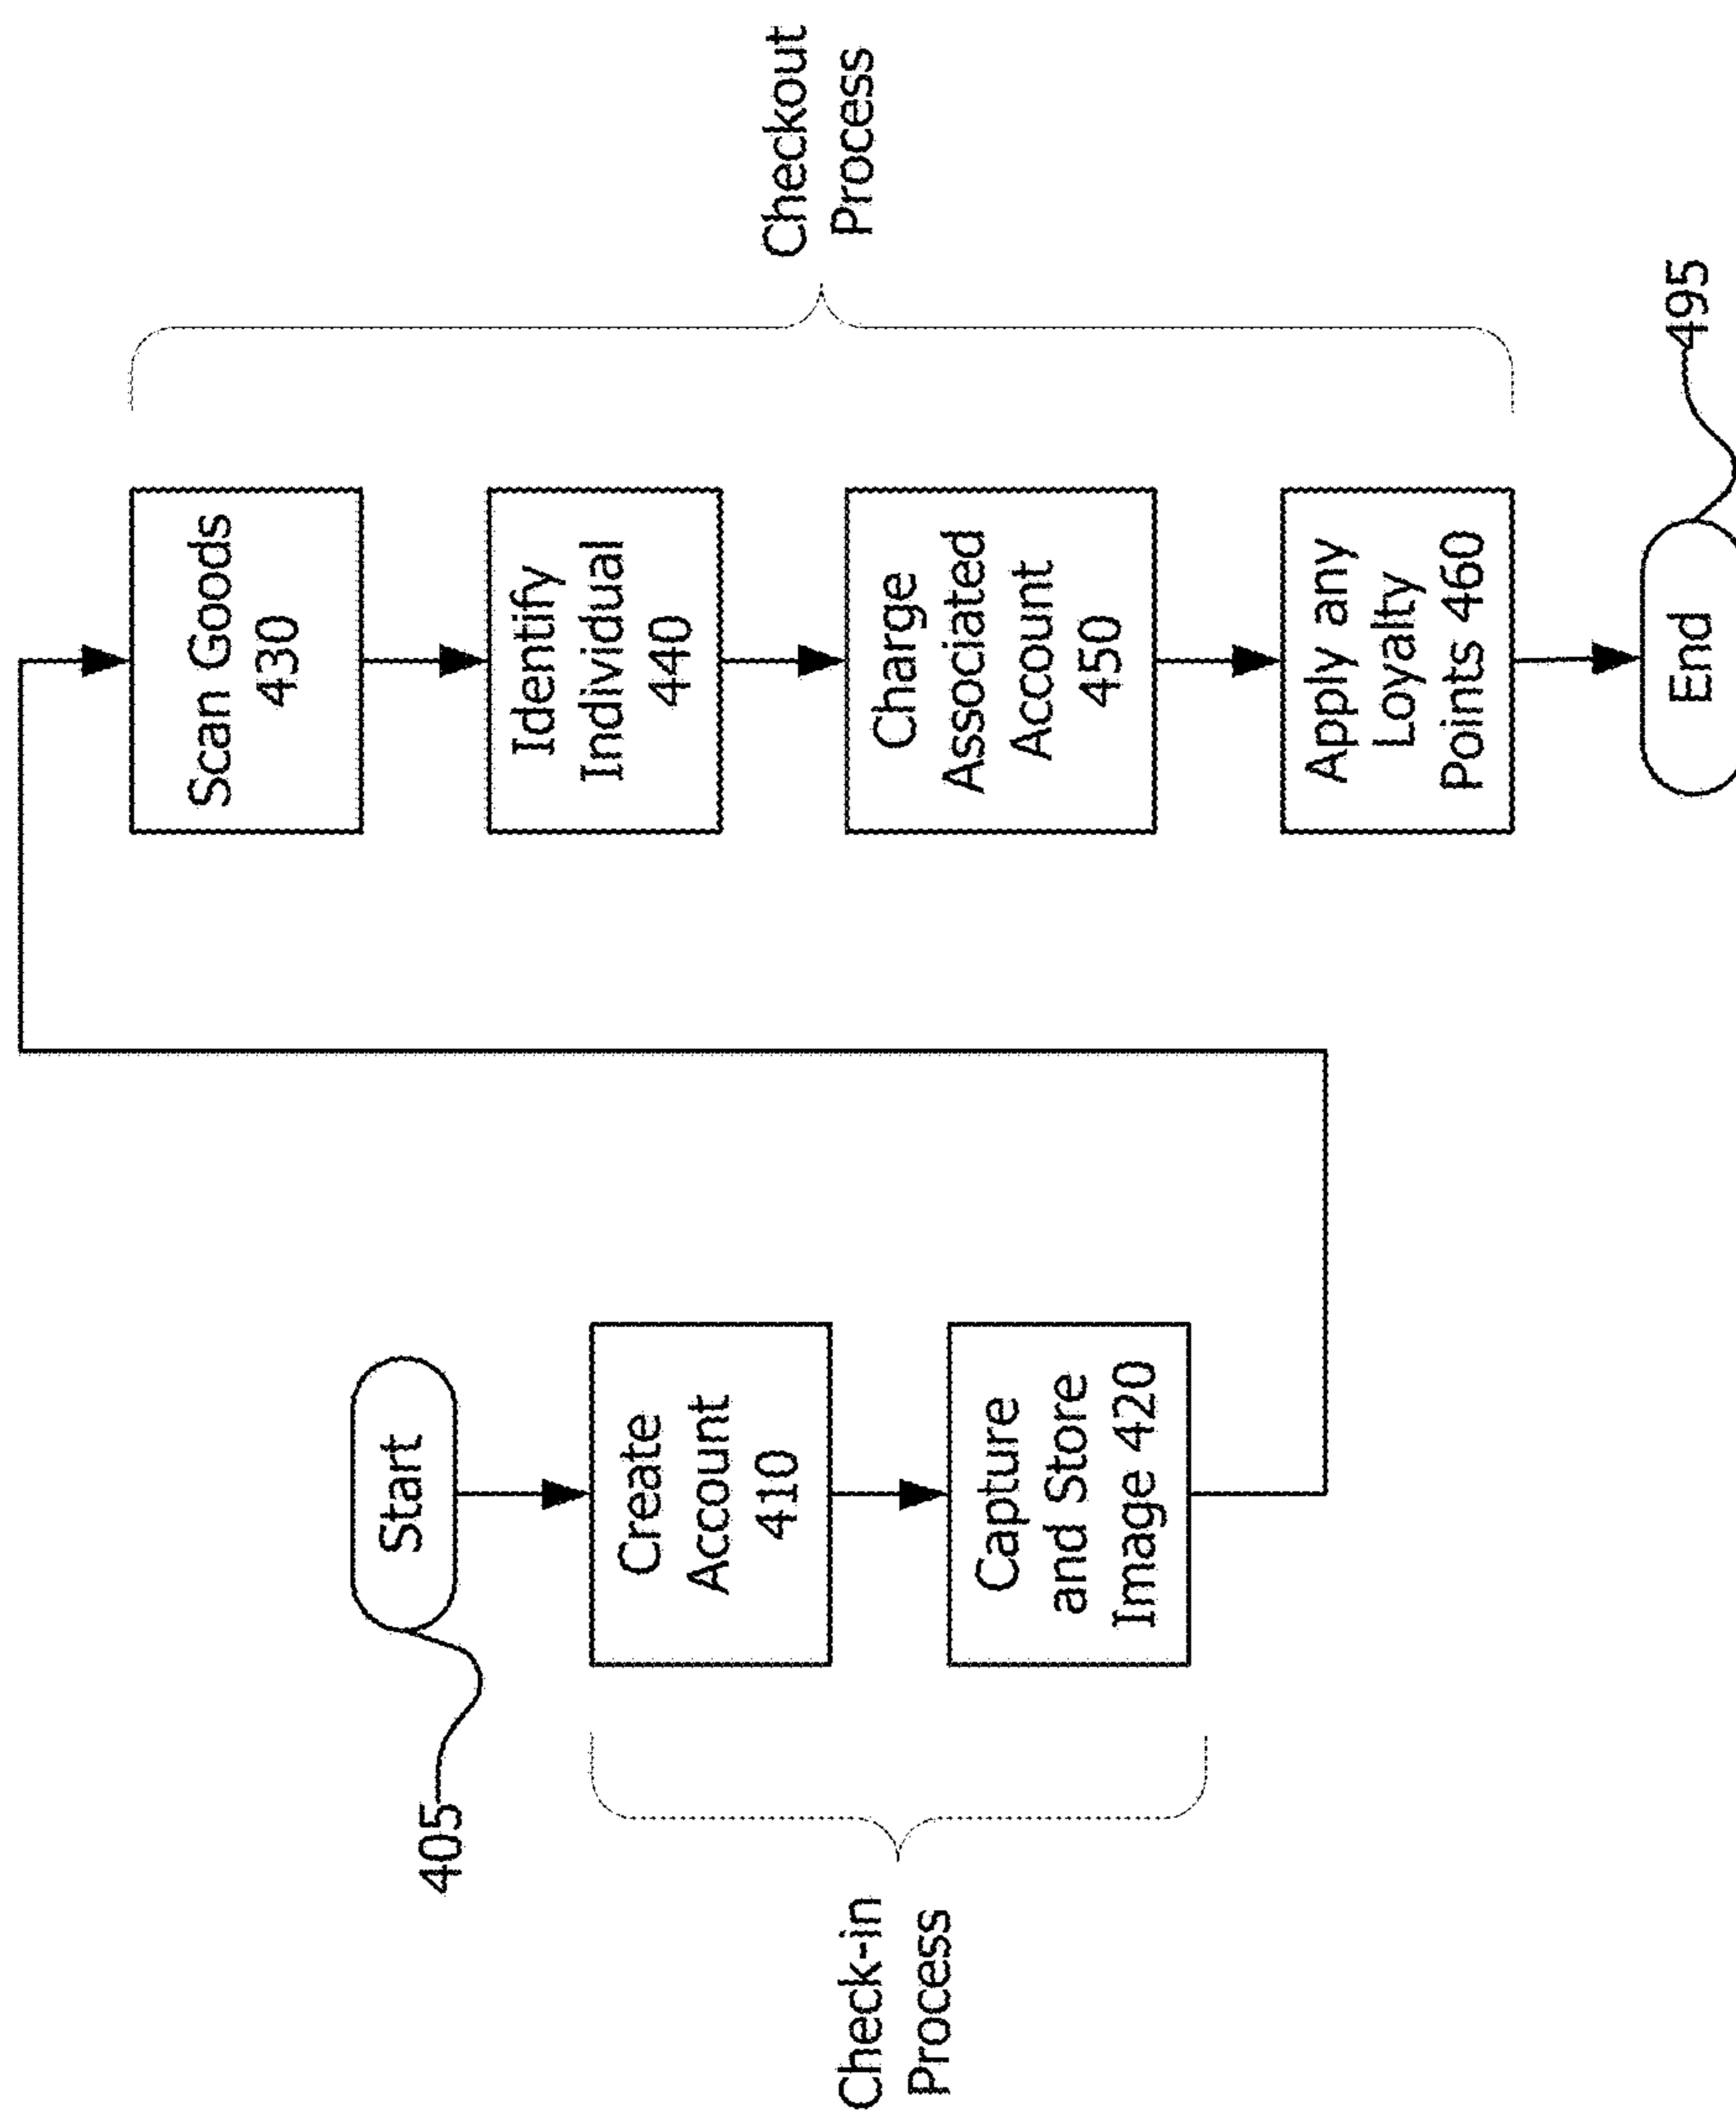 405
Start
Check-in
Process
Create
Account
410
Capture
and Store
Image 420
Scan Goods
430
Identify
Individual
440
Charge
Associated
Account
450
Apply any
Loyalty
Points 460
Checkout
Process
End
495